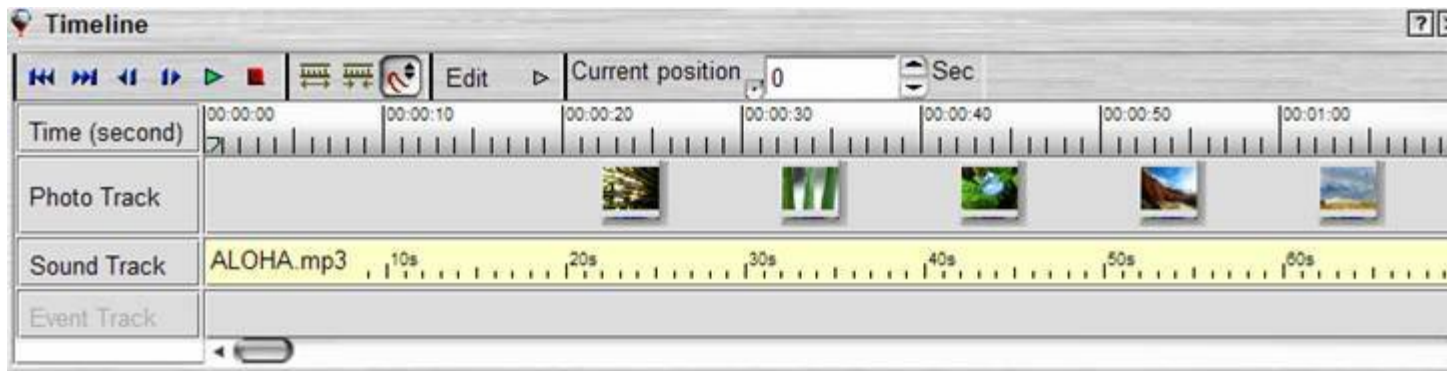 Timeline
Edit Current position 0 Sec
Time (second) 00:00:00 00:00:10 00:00:20 00:00:30 00:00:40 00:00:50 00:01:00
Photo Track
Sound Track ALOHA.mp3 10s 20s 30s 40s 50s 60s
Event Track